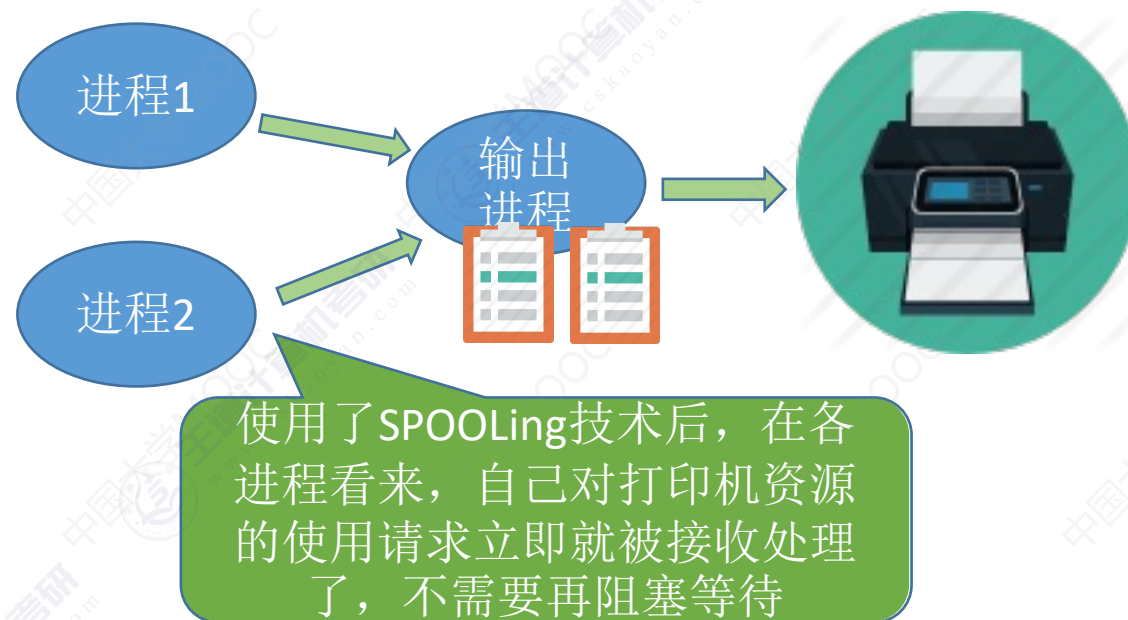 进程1
进程2
输出
进程
使用了SPOOLing技术后，在各
进程看来，自己对打印机资源
的使用请求立即就被接收处理
了，不需要再阻塞等待